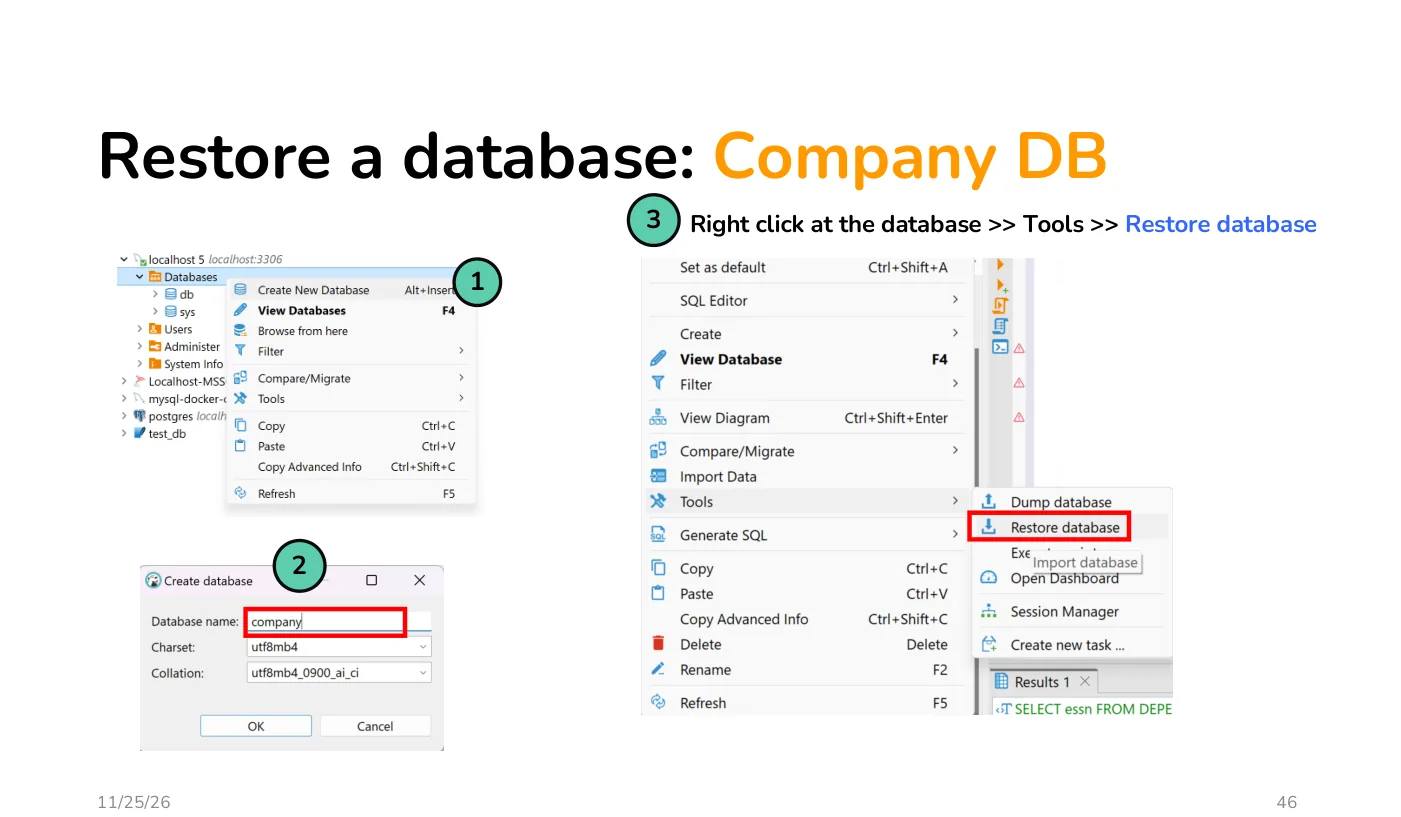 Restore a database: Company DB
3 Right click at the database >> Tools >> Restore database
localhost 5 localhost:3306
Databases
db
sys
Users
Administer
System Info
Localhost-MSS
mysql-docker-
postgres localh
test_db
1
Create New Database Alt+Insert
View Databases F4
Browse from here
Filter
Compare/Migrate
Tools
Copy Ctrl+C
Paste Ctrl+V
Copy Advanced Info Ctrl+Shift+C
Refresh F5
2
Create database
Database name: company
Charset: utf8mb4
Collation: utf8mb4_0900_ai_ci
OK Cancel
Set as default Ctrl+Shift+A
SQL Editor
Create
View Database F4
Filter
View Diagram Ctrl+Shift+Enter
Compare/Migrate
Import Data
Tools
Generate SQL
SQL
Copy Ctrl+C
Paste Ctrl+V
Copy Advanced Info Ctrl+Shift+C
Delete Delete
Rename F2
Refresh F5
Dump database
Restore database
Import database
Open Dashboard
Session Manager
Create new task ...
Results 1
SELECT essn FROM DEPE
11/25/26
46